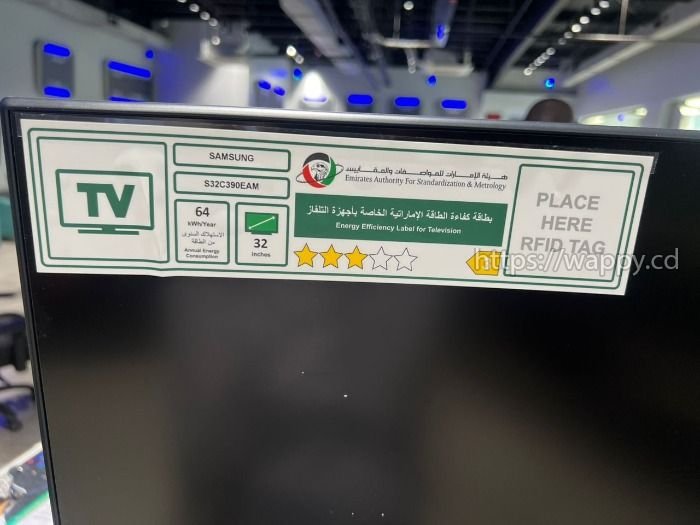 TV
SAMSUNG
S32C390EAM
64
kWh/Year
الاستهلاك السنوي
من الطاقة
Annual Energy
Consumption
32
inches
هيئة الإمارات للمواصفات والمقاييس
Emirates Authority For Standardization & Metrology
بطاقة كفاءة الطاقة الإماراتية الخاصة بأجهزة التلفاز
Energy Efficiency Label for Television
PLACE
HERE
RFID TAG
https://wappy.cd